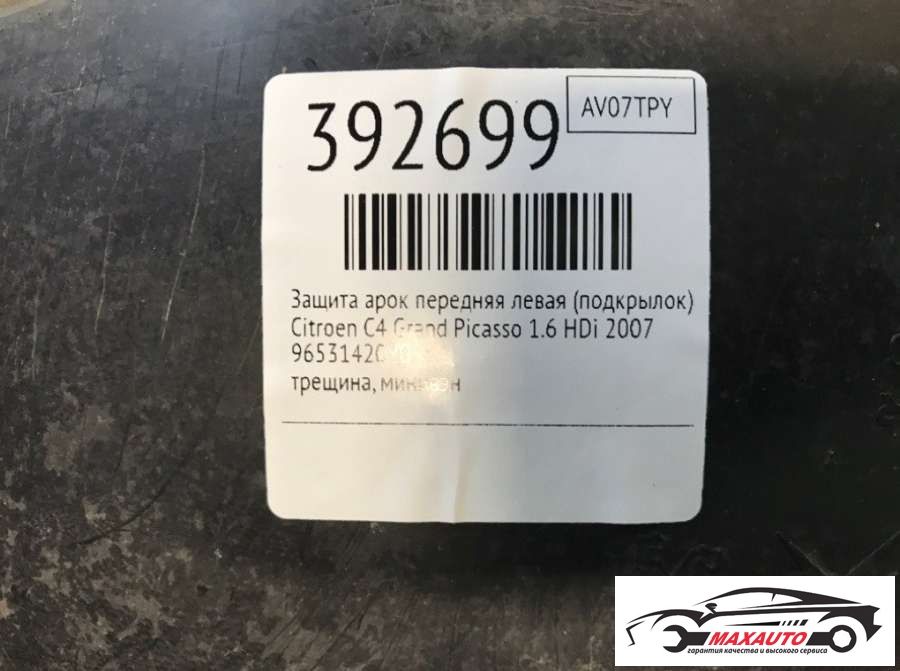 392699
AV07TPY
Защита арок передняя левая (подкрылок)
Citroen C4 Grand Picasso 1.6 HDi 2007
трещина, минивэн
MAXAUTO
гарантия качества и высокого сервиса